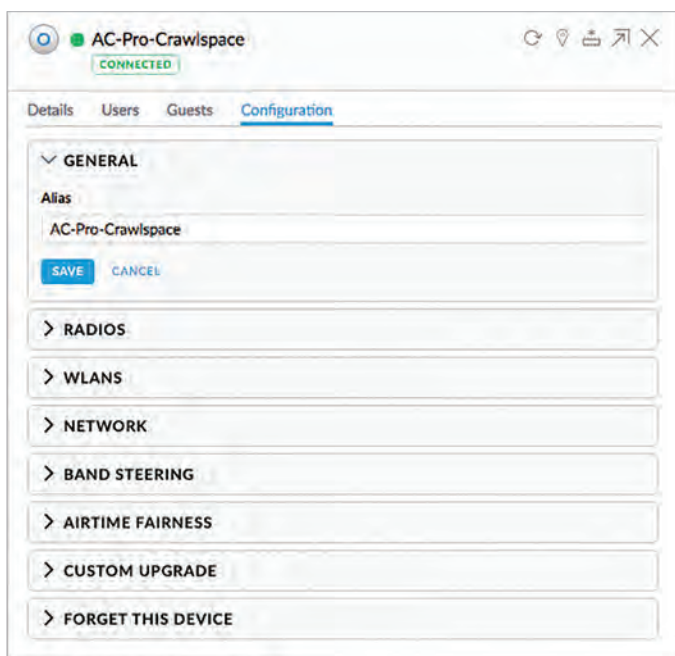 AC-Pro-Crawlspace
CONNECTED
Details Users Guests Configuration
GENERAL
Alias
AC-Pro-Crawlspace
SAVE CANCEL
RADIOS
WLANS
NETWORK
BAND STEERING
AIRTIME FAIRNESS
CUSTOM UPGRADE
FORGET THIS DEVICE